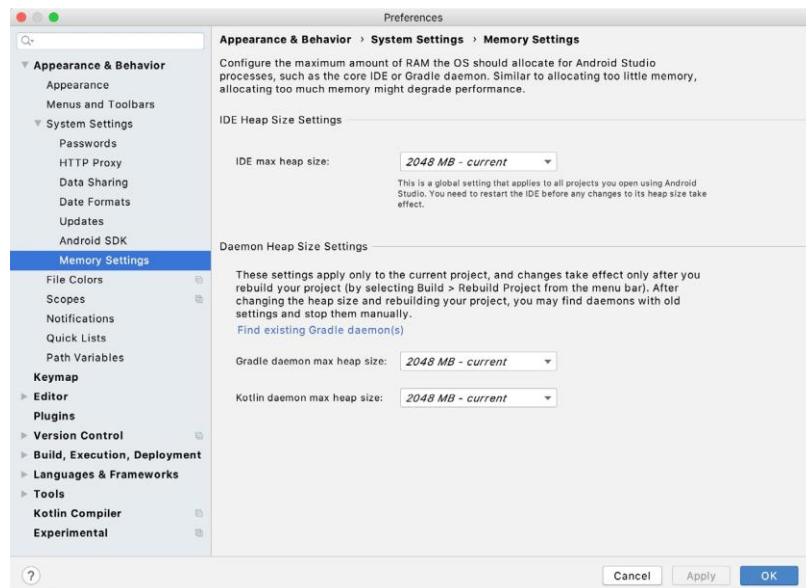 Preferences
Appearance & Behavior
Appearance
Menus and Toolbars
System Settings
Passwords
HTTP Proxy
Data Sharing
Date Formats
Updates
Android SDK
Memory Settings
File Colors
Scopes
Notifications
Quick Lists
Path Variables
Keymap
Editor
Plugins
Version Control
Build, Execution, Deployment
Languages & Frameworks
Tools
Kotlin Compiler
Experimental
Appearance & Behavior › System Settings › Memory Settings
Configure the maximum amount of RAM the OS should allocate for Android Studio
processes, such as the core IDE or Gradle daemon. Similar to allocating too little memory,
allocating too much memory might degrade performance.
IDE Heap Size Settings
IDE max heap size: 2048 MB - current
This is a global setting that applies to all projects you open using Android
Studio. You need to restart the IDE before any changes to its heap size take
effect.
Daemon Heap Size Settings
These settings apply only to the current project, and changes take effect only after you
rebuild your project (by selecting Build > Rebuild Project from the menu bar). After
changing the heap size and rebuilding your project, you may find daemons with old
settings and stop them manually.
Find existing Gradle daemon(s)
Gradle daemon max heap size: 2048 MB - current
Kotlin daemon max heap size: 2048 MB - current
?
Cancel Apply OK